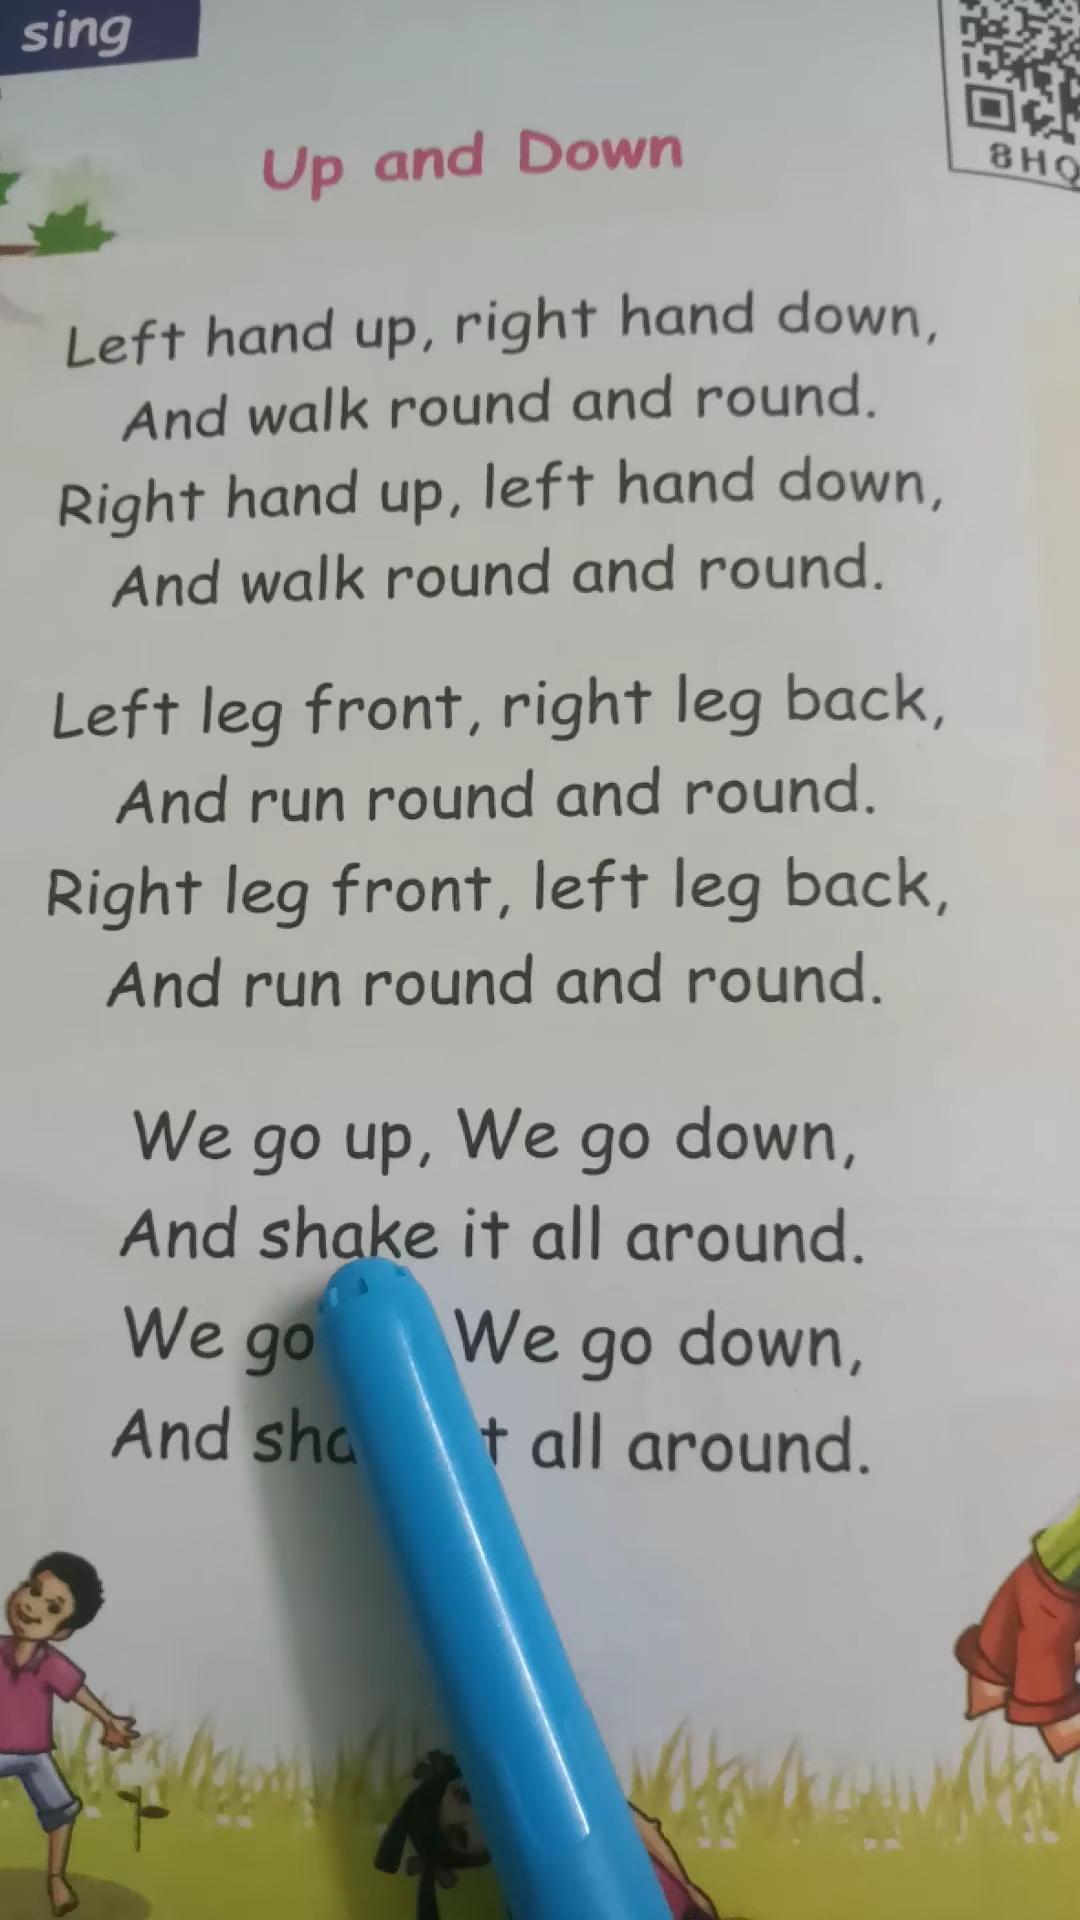 sing
8HQ
Up and Down
Left hand up, right hand down,
And walk round and round.
Right hand up, left hand down,
And walk round and round.
Left leg front, right leg back,
And run round and round.
Right leg front, left leg back,
And run round and round.
We go up, We go down,
And shake it all around.
We go We go down,
And all around.